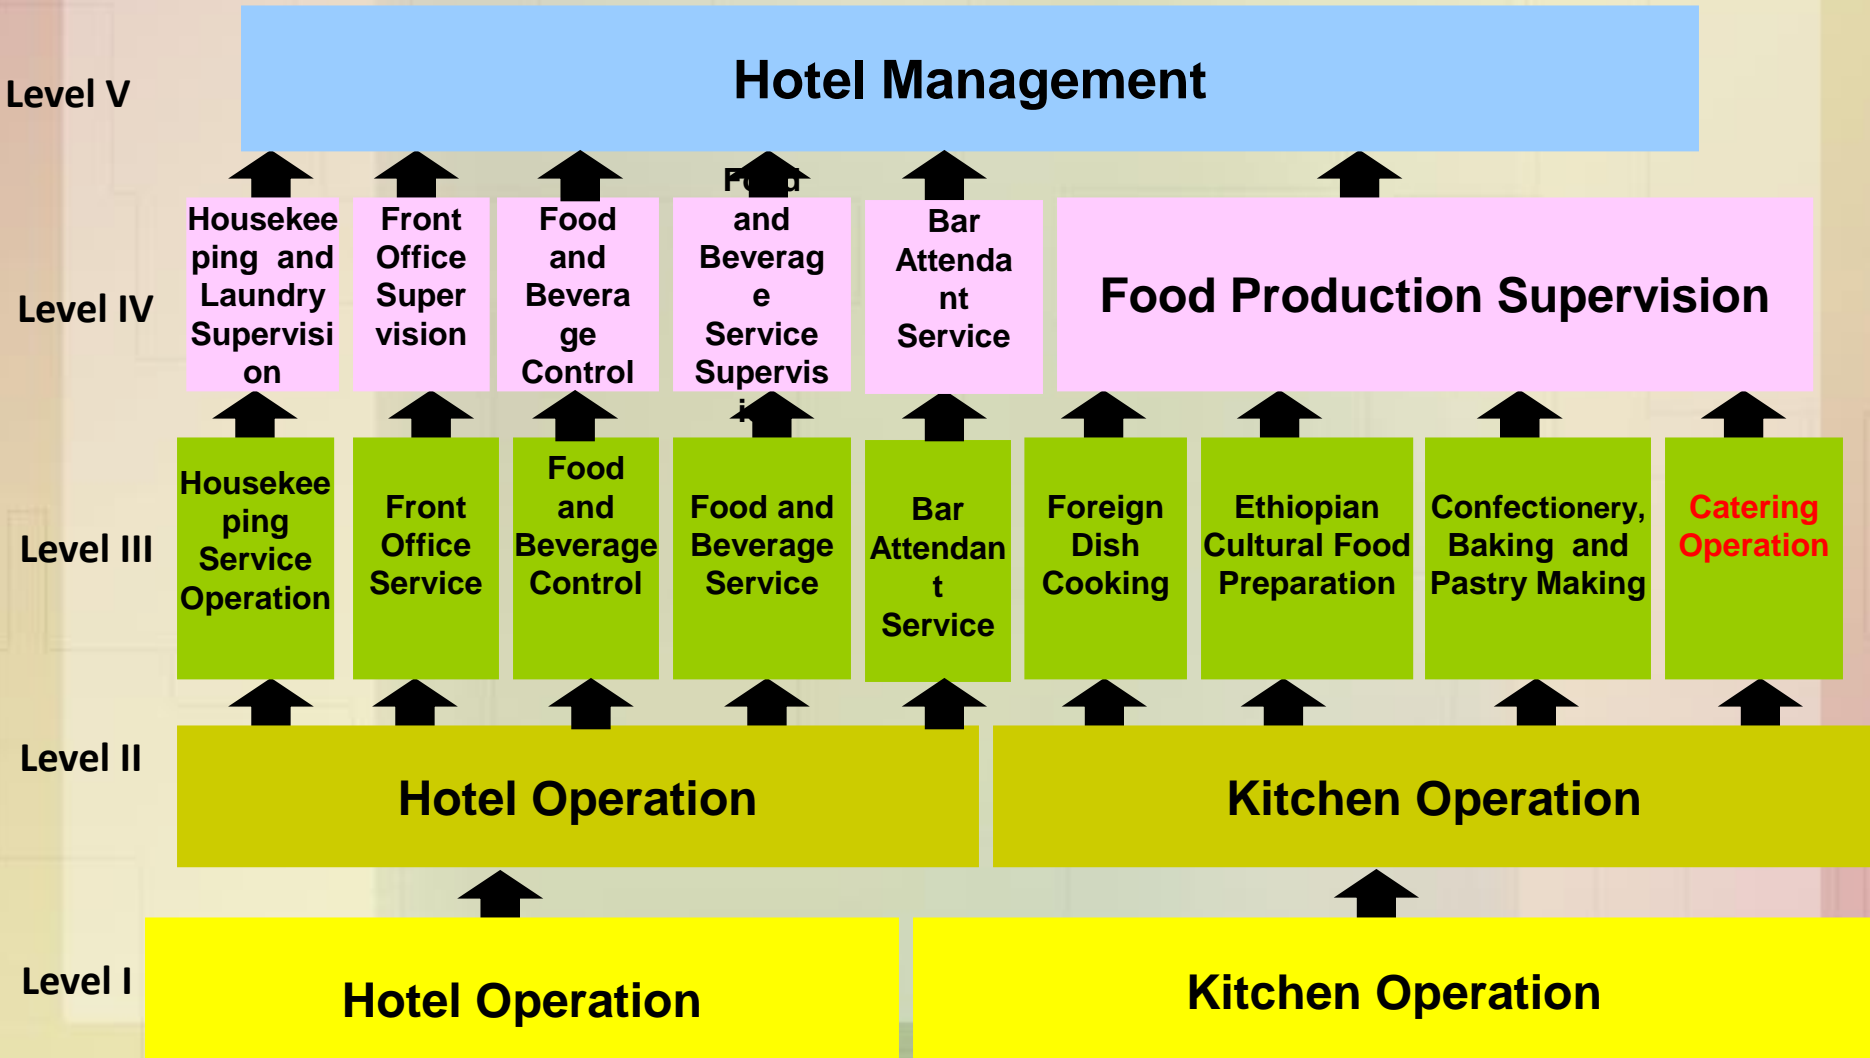 Level V
Hotel Management
Level IV
Housekee
ping and
Laundry
Supervisi
on
Front
Office
Super
vision
Food
and
Bevera
ge
Control
Food
and
Beverag
e
Service
Supervis
Bar
Attenda
nt
Service
Food Production Supervision
Level III
Housekee
ping
Service
Operation
Front
Office
Service
Food
and
Beverage
Control
Food and
Beverage
Service
Bar
Attendan
t
Service
Foreign
Dish
Cooking
Ethiopian
Cultural Food
Preparation
Confectionery,
Baking and
Pastry Making
Catering
Operation
Level II
Hotel Operation
Kitchen Operation
Level I
Hotel Operation
Kitchen Operation